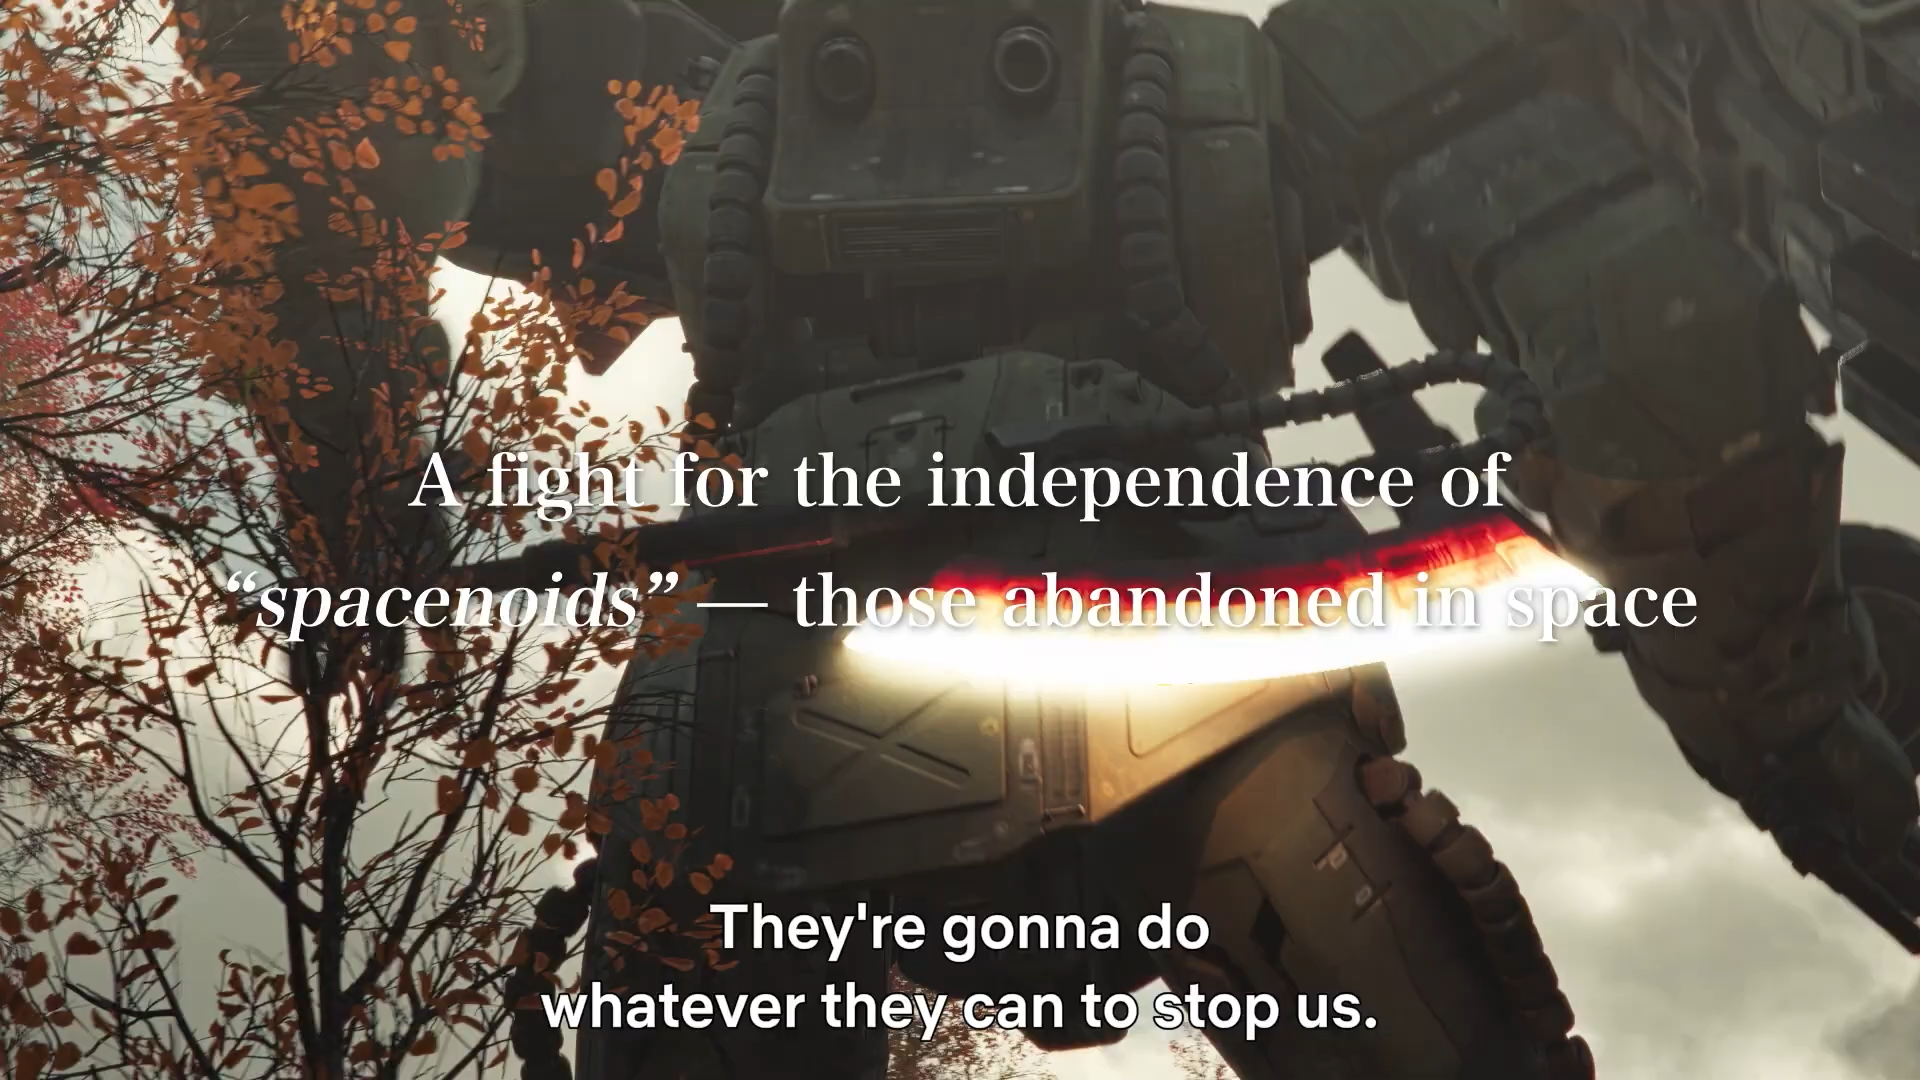 A fight for the independence of
“spacenoids” — those abandoned in space
They're gonna do
whatever they can to stop us.